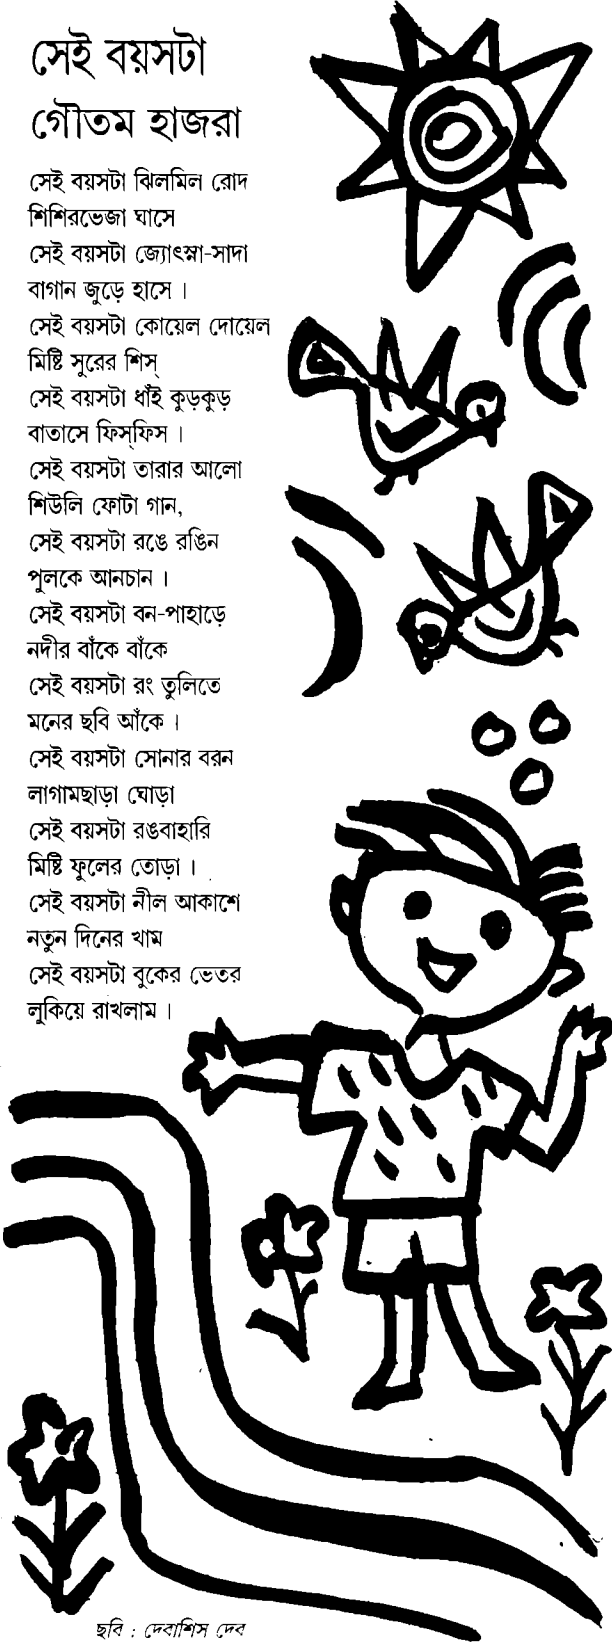 সেই বয়সটা
গৌতম হাজরা
সেই বয়সটা ঝিলমিল রোদ
শিশিরভেজা ঘাসে
সেই বয়সটা জ্যোৎস্না-সাদা
বাগান জুড়ে হাসে।
সেই বয়সটা কোয়েল দোয়েল
মিষ্টি সুরের শিস্
সেই বয়সটা ধাঁই কুড়কুড়
বাতাসে ফিস্‌ফিস।
সেই বয়সটা তারার আলো
শিউলি ফোটা গান,
সেই বয়সটা রঙে রঙিন
পুলকে আনচান।
সেই বয়সটা বন-পাহাড়ে
নদীর বাঁকে বাঁকে
সেই বয়সটা রং তুলিতে
মনের ছবি আঁকে।
সেই বয়সটা সোনার বরন
লাগামছাড়া ঘোড়া
সেই বয়সটা রঙবাহারি
মিষ্টি ফুলের তোড়া।
সেই বয়সটা নীল আকাশে
নতুন দিনের খাম
সেই বয়সটা বুকের ভেতর
লুকিয়ে রাখলাম।
ছবি : দেবাশিস দেব